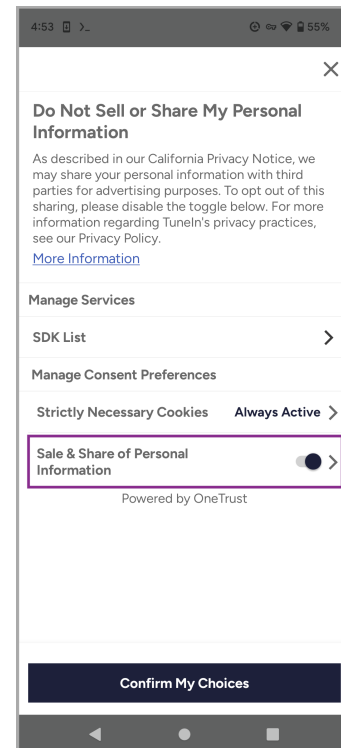 4:53 >_ 55%
Do Not Sell or Share My Personal
Information
As described in our California Privacy Notice, we
may share your personal information with third
parties for advertising purposes. To opt out of this
sharing, please disable the toggle below. For more
information regarding TuneIn's privacy practices,
see our Privacy Policy.
More Information
Manage Services
SDK List
Manage Consent Preferences
Strictly Necessary Cookies Always Active
Sale & Share of Personal
Information
Powered by OneTrust
Confirm My Choices